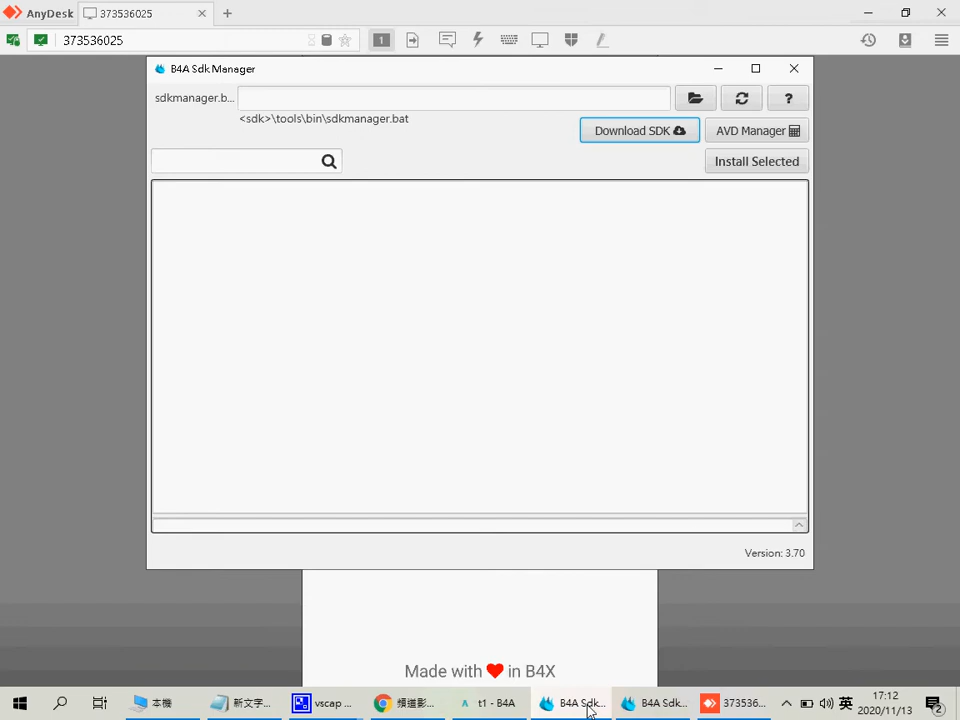 AnyDesk
373536025
373536025
1
B4A Sdk Manager
sdkmanager.b...
?
<sdk>\tools\bin\sdkmanager.bat
Download SDK
AVD Manager
Install Selected
Version: 3.70
Made with ❤ in B4X
本機
新文字...
vscap ...
頻道影...
t1 - B4A
B4A Sdk...
B4A Sdk...
373536...
英
17:12
2020/11/13
2